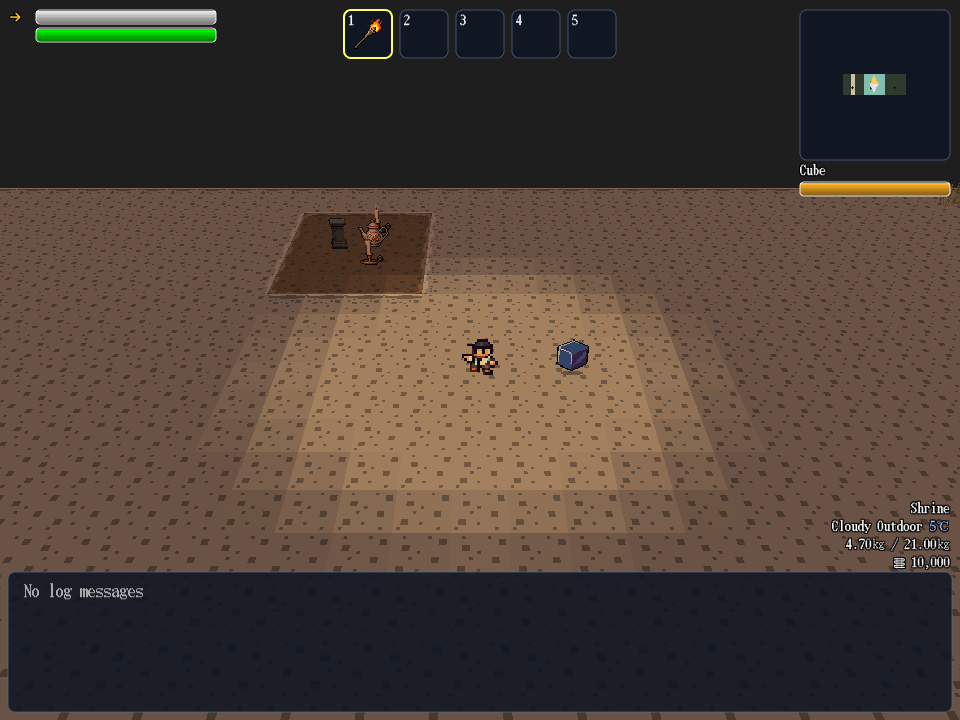 1
2
3
4
5
Cube
Shrine
Cloudy Outdoor 5℃
4.70kg / 21.00kg
10,000
No log messages